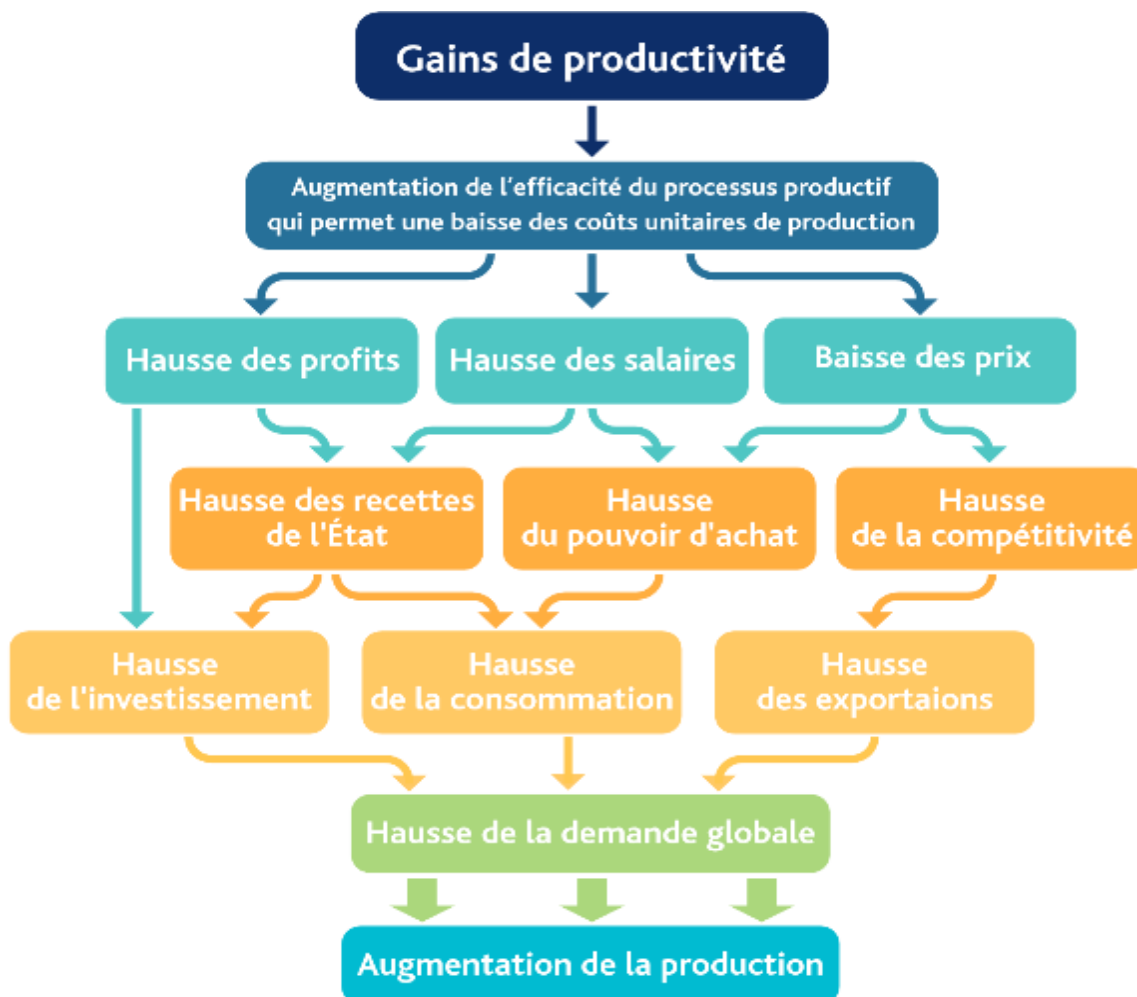 Gains de productivité
Augmentation de l'efficacité du processus productif
qui permet une baisse des coûts unitaires de production
Hausse des profits
Hausse des salaires
Baisse des prix
Hausse des recettes
de l'État
Hausse
du pouvoir d'achat
Hausse
de la compétitivité
Hausse
de l'investissement
Hausse
de la consommation
Hausse
des exportaions
Hausse de la demande globale
Augmentation de la production